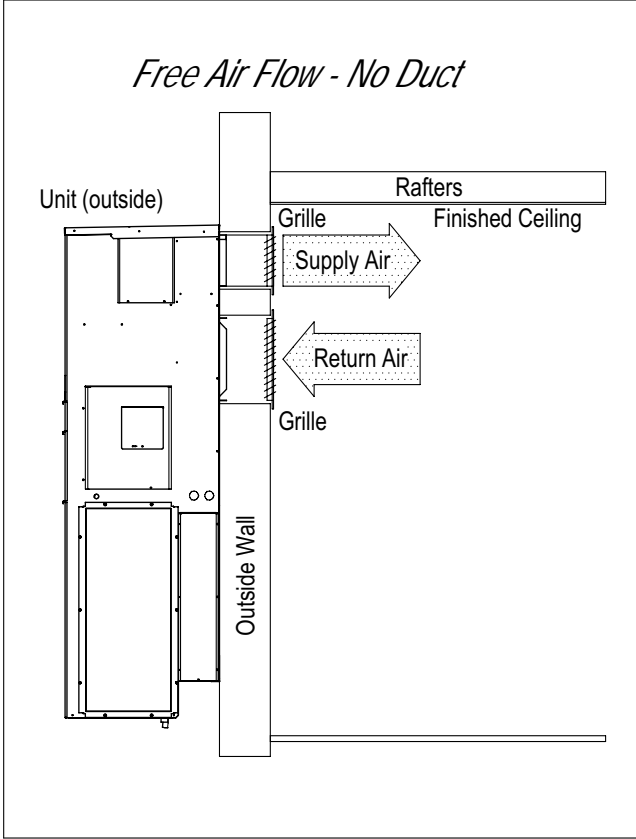 Free Air Flow - No Duct
Rafters
Unit (outside)
Grille
Finished Ceiling
Supply Air
Return Air
Grille
Outside Wall